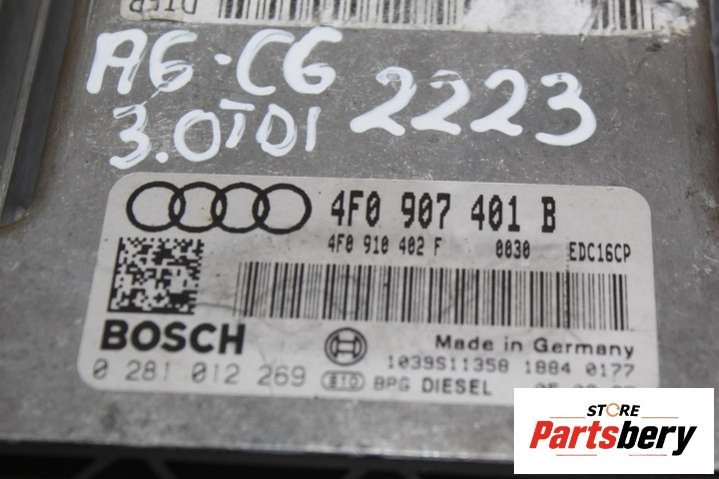 A6-C6
3.0TDI 2223
4F0 907 401 B
4F0 910 402 F 0030 EDC16CP
BOSCH
Made in Germany
0 281 012 269
1039S11358 1884 0177
BPG DIESEL
STORE
Partsbery